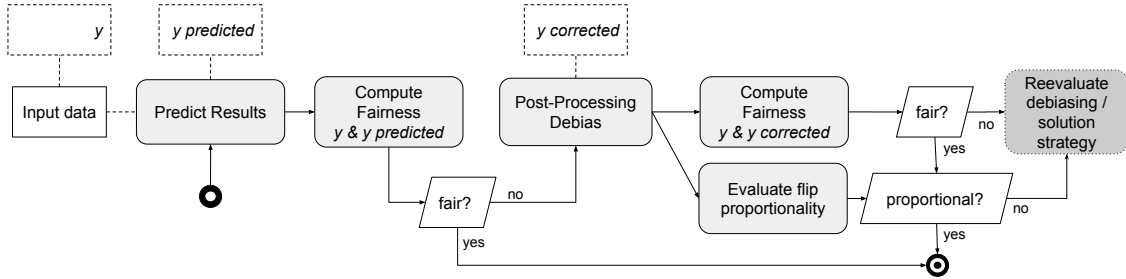 y
y predicted
y corrected
Input data
Predict Results
Compute
Fairness
y & y predicted
fair?
no
yes
Post-Processing
Debias
Compute
Fairness
y & y corrected
fair?
no
yes
Evaluate flip
proportionality
proportional?
no
yes
Reevaluate
debiasing /
solution
strategy